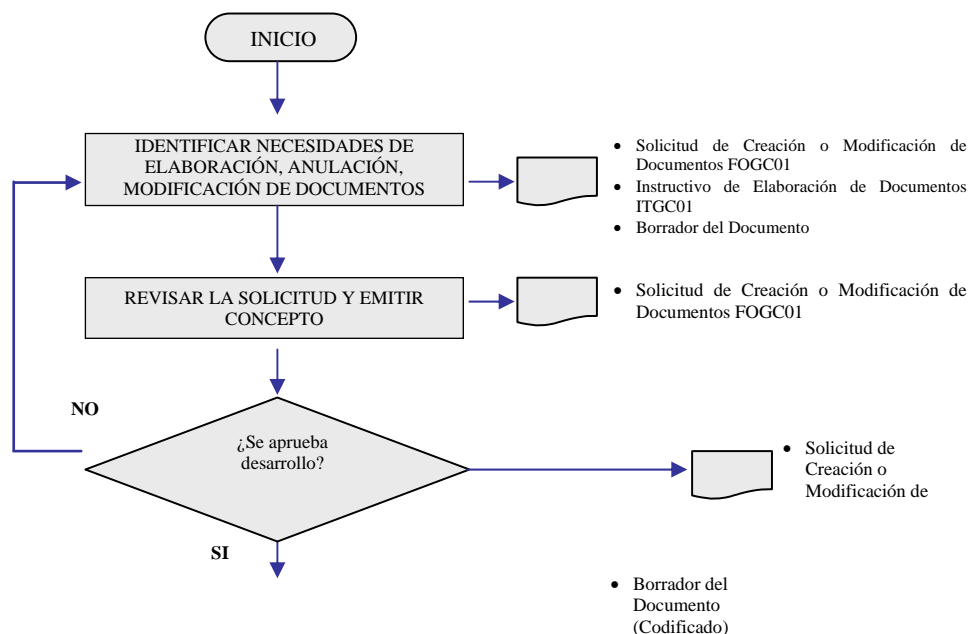 INICIO
IDENTIFICAR NECESIDADES DE
ELABORACIÓN, ANULACIÓN,
MODIFICACIÓN DE DOCUMENTOS
• Solicitud de Creación o Modificación de
Documentos FOGC01
• Instructivo de Elaboración de Documentos
ITGC01
• Borrador del Documento
REVISAR LA SOLICITUD Y EMITIR
CONCEPTO
• Solicitud de Creación o Modificación de
Documentos FOGC01
NO
¿Se aprueba
desarrollo?
• Solicitud de
Creación o
Modificación de
SI
• Borrador del
Documento
(Codificado)